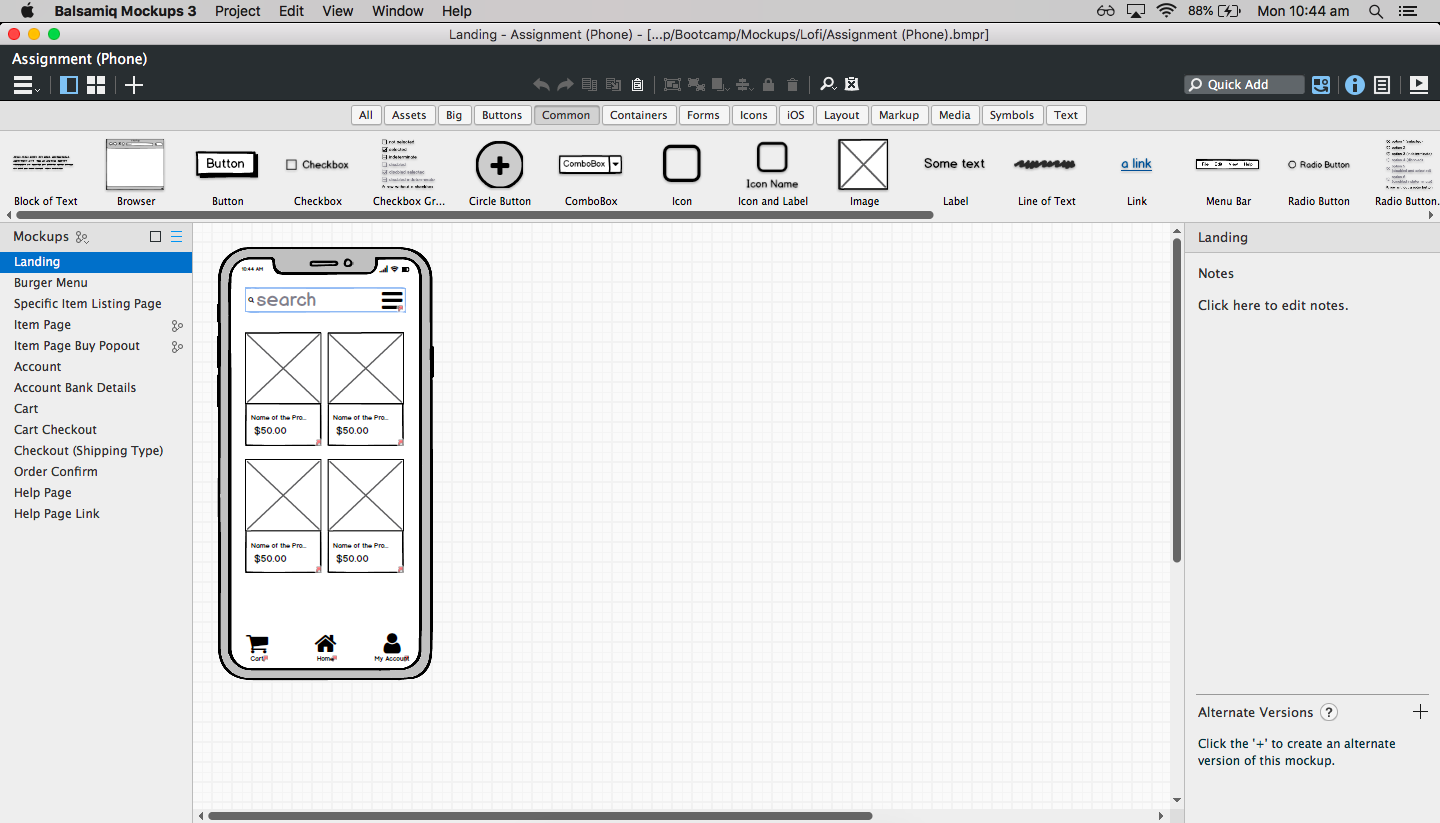 Balsamiq Mockups 3 Project Edit View Window Help 88% Mon 10:44 am
Landing - Assignment (Phone) - [...p/Bootcamp/Mockups/Lofi/Assignment (Phone).bmpr]
Assignment (Phone)
Quick Add
All Assets Big Buttons Common Containers Forms Icons iOS Layout Markup Media Symbols Text
Button Checkbox ComboBox Icon Name Some text a link File Edit View Help Radio Button
Block of Text Browser Button Checkbox Checkbox Gr... Circle Button ComboBox Icon Icon and Label Image Label Line of Text Link Menu Bar Radio Button Radio Button.
Mockups
Landing
Burger Menu
Specific Item Listing Page
Item Page
Item Page Buy Popout
Account
Account Bank Details
Cart
Cart Checkout
Checkout (Shipping Type)
Order Confirm
Help Page
Help Page Link
10:44 AM
search
Name of the Pro... Name of the Pro...
$50.00 $50.00
Name of the Pro... Name of the Pro...
$50.00 $50.00
Cart Home My Account
Landing
Notes
Click here to edit notes.
Alternate Versions ?
Click the '+' to create an alternate
version of this mockup.